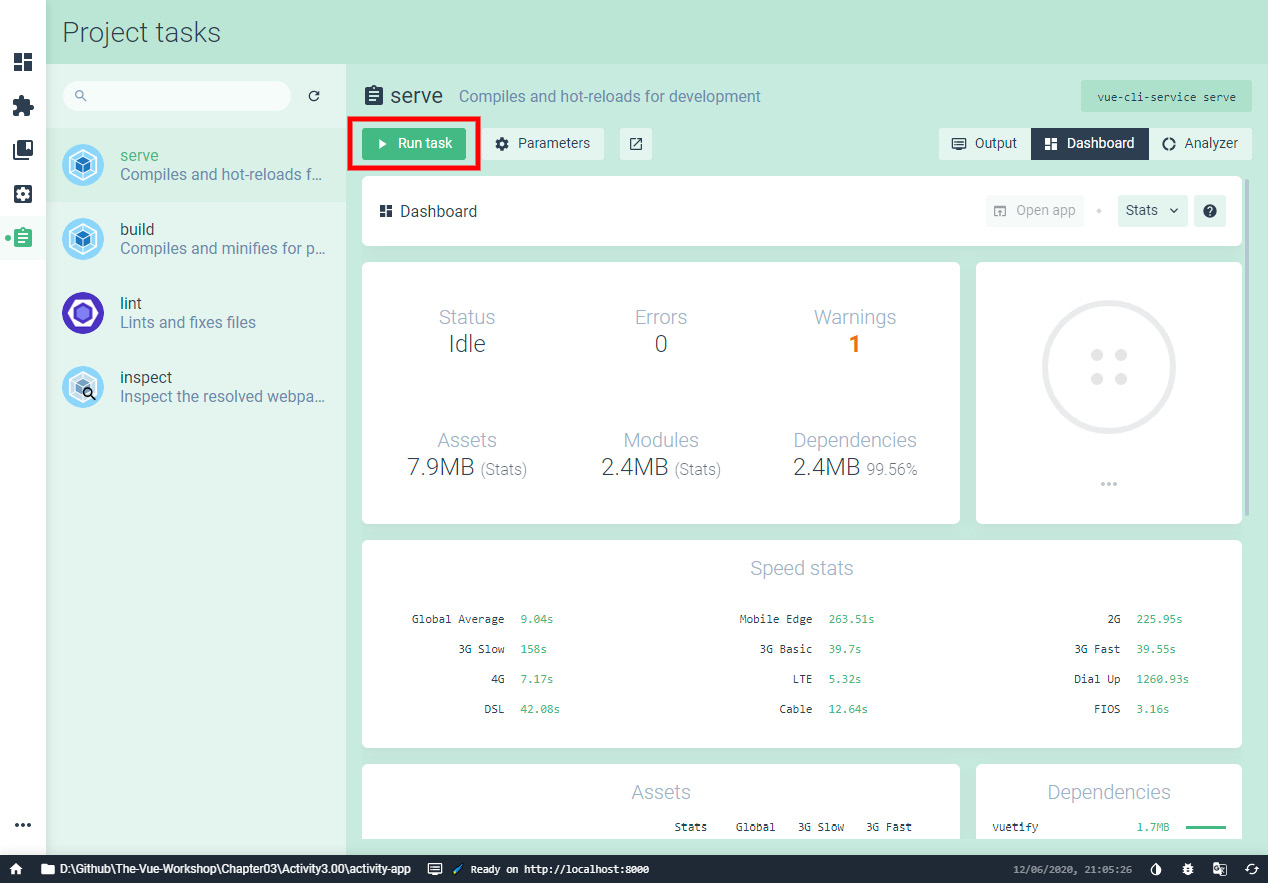 Project tasks
serve
Compiles and hot-reloads f...
build
Compiles and minifies for p...
lint
Lints and fixes files
inspect
Inspect the resolved webpa...
serve Compiles and hot-reloads for development vue-cli-service serve
Run task Parameters Output Dashboard Analyzer
Dashboard Open app Stats
Status Errors Warnings
Idle 0 1
Assets Modules Dependencies
7.9MB (Stats) 2.4MB (Stats) 2.4MB 99.56%
Speed stats
Global Average 9.04s Mobile Edge 263.51s 2G 225.95s
3G Slow 158s 3G Basic 39.7s 3G Fast 39.55s
4G 7.17s LTE 5.32s Dial Up 1260.93s
DSL 42.08s Cable 12.64s FIOS 3.16s
Assets Dependencies
Stats Global 3G Slow 3G Fast vuetify 1.7MB
D:\Github\The-Vue-Workshop\Chapter03\Activity3.00\activity-app Ready on http://localhost:8000 12/06/2020, 21:05:26